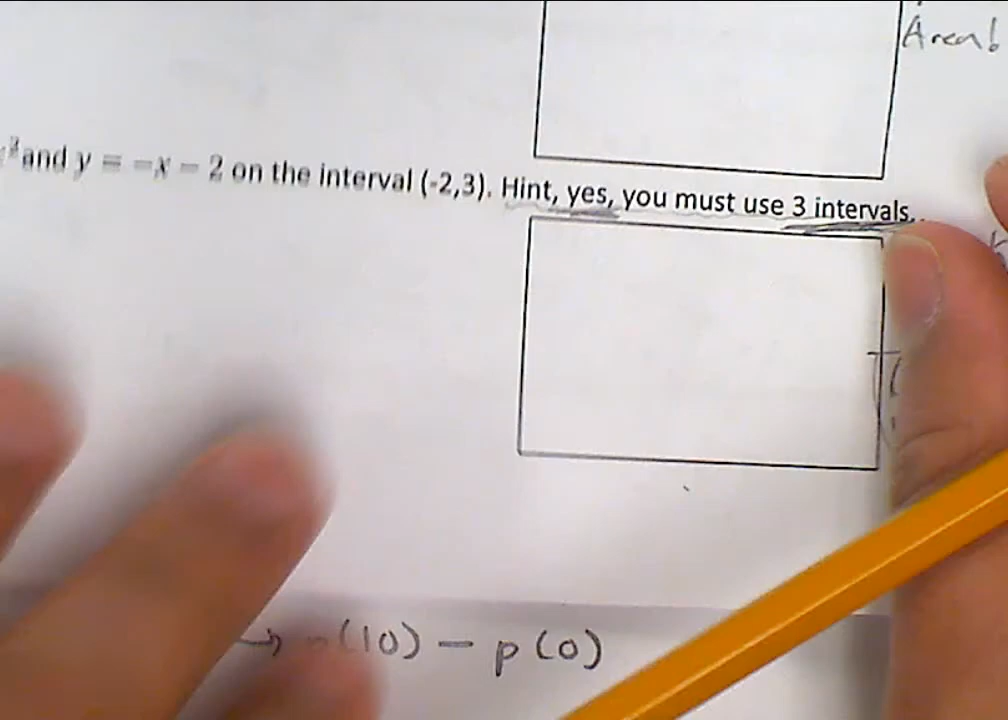 Area!
and y = -x - 2 on the interval (-2,3). Hint, yes, you must use 3 intervals.
(10) - p(0)